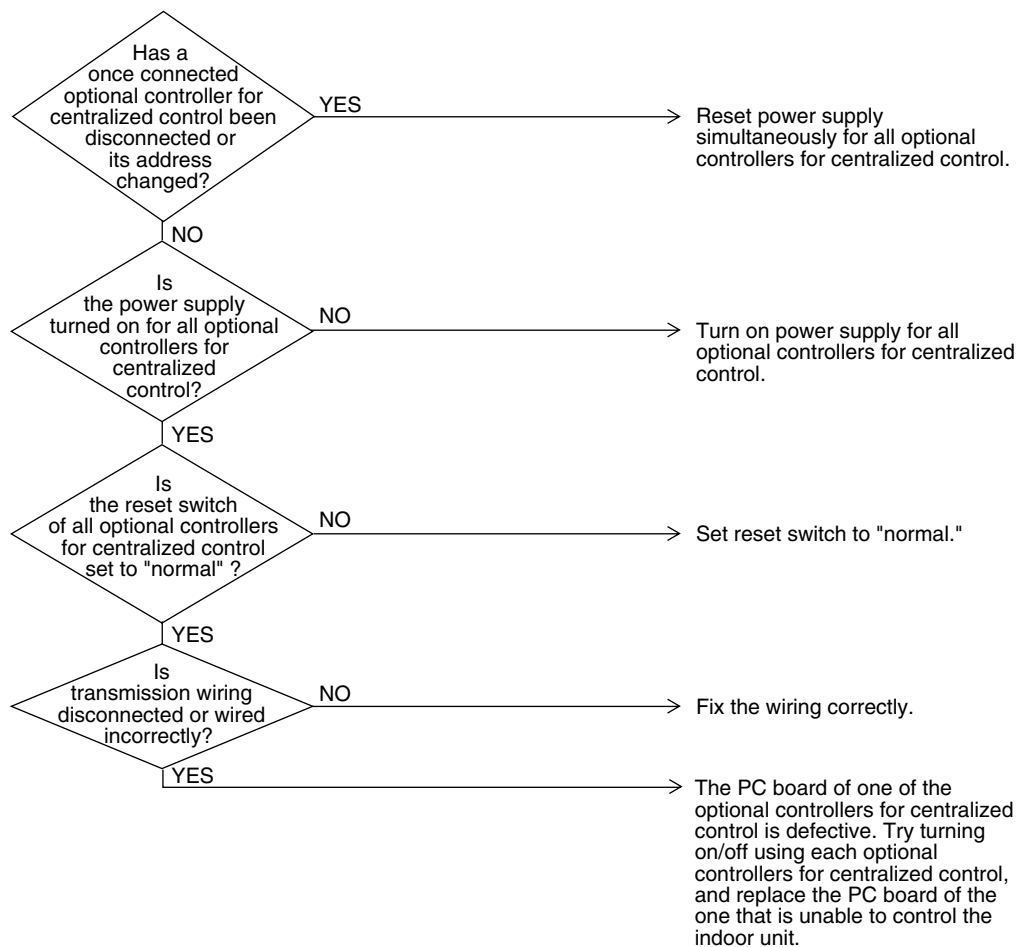 Has a
once connected
optional controller for
centralized control been
disconnected or
its address
changed?
YES
Reset power supply
simultaneously for all optional
controllers for centralized control.
NO
Is
the power supply
turned on for all optional
controllers for
centralized
control?
NO
Turn on power supply for all
optional controllers for centralized
control.
YES
Is
the reset switch
of all optional controllers
for centralized control
set to "normal" ?
NO
Set reset switch to "normal."
YES
Is
transmission wiring
disconnected or wired
incorrectly?
NO
Fix the wiring correctly.
YES
The PC board of one of the
optional controllers for centralized
control is defective. Try turning
on/off using each optional
controllers for centralized control,
and replace the PC board of the
one that is unable to control the
indoor unit.